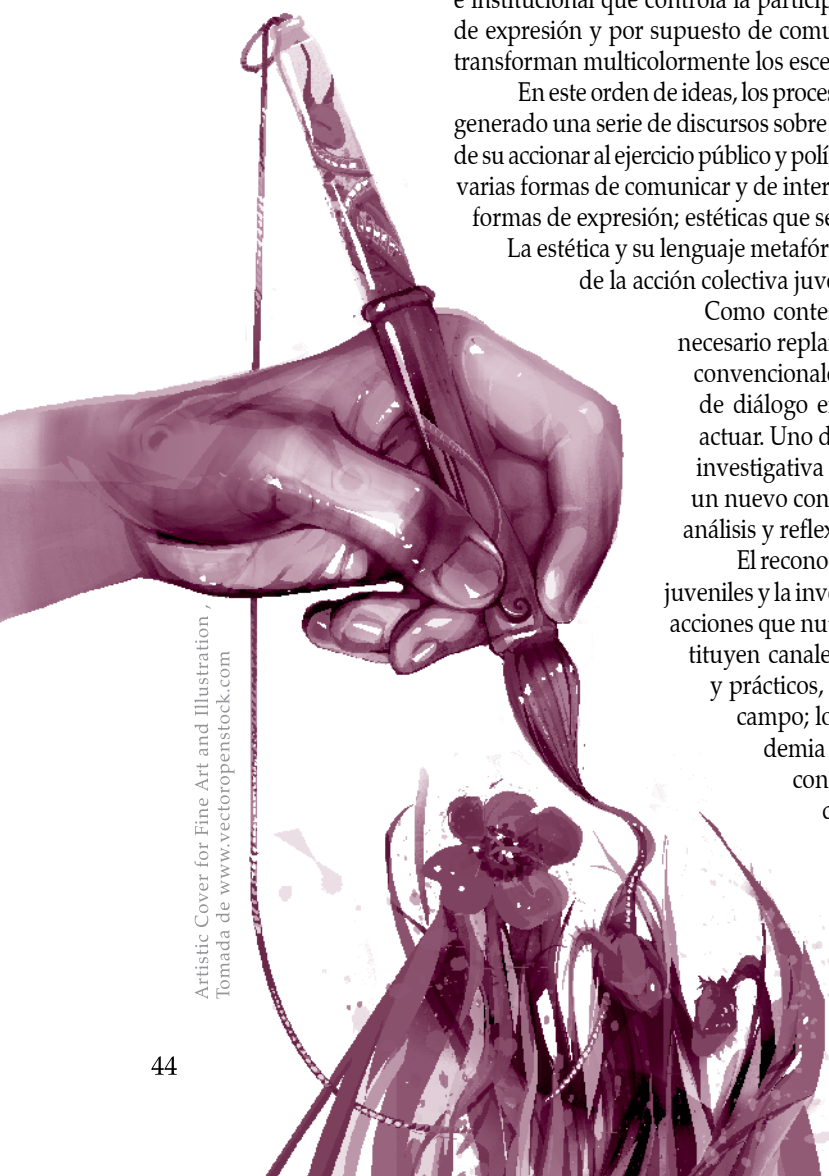 e institucional que controla la particip
de expresión y por supuesto de comu
transforman multicolormente los esce
En este orden de ideas, los proces
generado una serie de discursos sobre
de su accionar al ejercicio público y polí
varias formas de comunicar y de inter
formas de expresión; estéticas que se
La estética y su lenguaje metafór
de la acción colectiva juve
Como contes
necesario replan
convencionale
de diálogo e
actuar. Uno d
investigativa
un nuevo con
análisis y reflex
El recono
juveniles y la inve
acciones que nut
tituyen canale
y prácticos,
campo; lo
demia
con
Artistic Cover for Fine Art and Illustration ,
Tomada de www.vectoropenstock.com
44